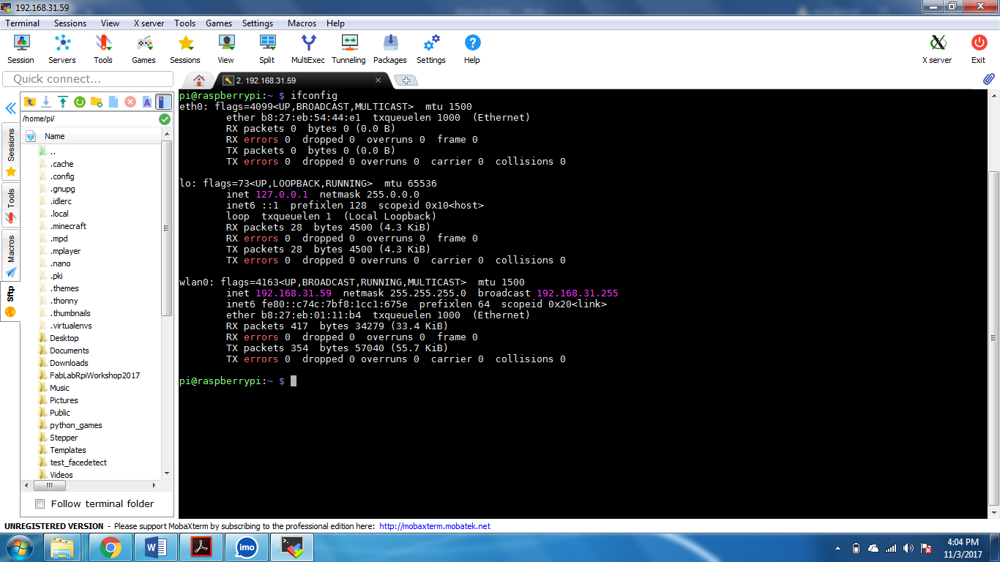 192.168.31.59
Terminal Sessions View X server Tools Games Settings Macros Help
Session Servers Tools Games Sessions View Split MultiExec Tunneling Packages Settings Help X server Exit
Quick connect...
2. 192.168.31.59
/home/pi/
Name
..
.cache
.config
.gnupg
.idlerc
.local
.minecraft
.mpd
.mplayer
.nano
.pki
.themes
.thonny
.thumbnails
.virtualenvs
Desktop
Documents
Downloads
FabLabRpiWorkshop2017
Music
Pictures
Public
python_games
Stepper
Templates
test_facedetect
Videos
Follow terminal folder
Sessions
Tools
Macros
Sftp
pi@raspberrypi:~ $ ifconfig
eth0: flags=4099<UP,BROADCAST,MULTICAST>  mtu 1500
ether b8:27:eb:54:44:e1  txqueuelen 1000  (Ethernet)
RX packets 0  bytes 0 (0.0 B)
RX errors 0  dropped 0  overruns 0  frame 0
TX packets 0  bytes 0 (0.0 B)
TX errors 0  dropped 0 overruns 0  carrier 0  collisions 0
lo: flags=73<UP,LOOPBACK,RUNNING>  mtu 65536
inet 127.0.0.1  netmask 255.0.0.0
inet6 ::1  prefixlen 128  scopeid 0x10<host>
loop  txqueuelen 1  (Local Loopback)
RX packets 28  bytes 4500 (4.3 KiB)
RX errors 0  dropped 0  overruns 0  frame 0
TX packets 28  bytes 4500 (4.3 KiB)
TX errors 0  dropped 0 overruns 0  carrier 0  collisions 0
wlan0: flags=4163<UP,BROADCAST,RUNNING,MULTICAST>  mtu 1500
inet 192.168.31.59  netmask 255.255.255.0  broadcast 192.168.31.255
inet6 fe80::c74c:7bf8:1cc1:675e  prefixlen 64  scopeid 0x20<link>
ether b8:27:eb:01:11:b4  txqueuelen 1000  (Ethernet)
RX packets 417  bytes 34279 (33.4 KiB)
RX errors 0  dropped 0  overruns 0  frame 0
TX packets 354  bytes 57040 (55.7 KiB)
TX errors 0  dropped 0 overruns 0  carrier 0  collisions 0
pi@raspberrypi:~ $
UNREGISTERED VERSION - Please support MobaXterm by subscribing to the professional edition here: http://mobaxterm.mobatek.net
imo
4:04 PM
11/3/2017